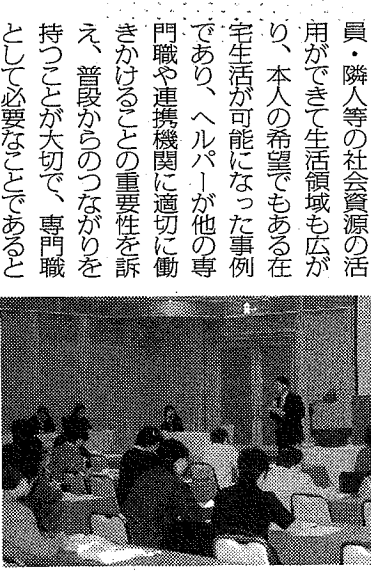 員・隣人等の社会資源の活
用ができて生活領域も広が
り、本人の希望でもある在
宅生活が可能になった事例
であり、ヘルパーが他の専
門職や連携機関に適切に働
きかけることの重要性を訴
え、普段からのつながりを
持つことが大切で、専門職
として必要なことであると